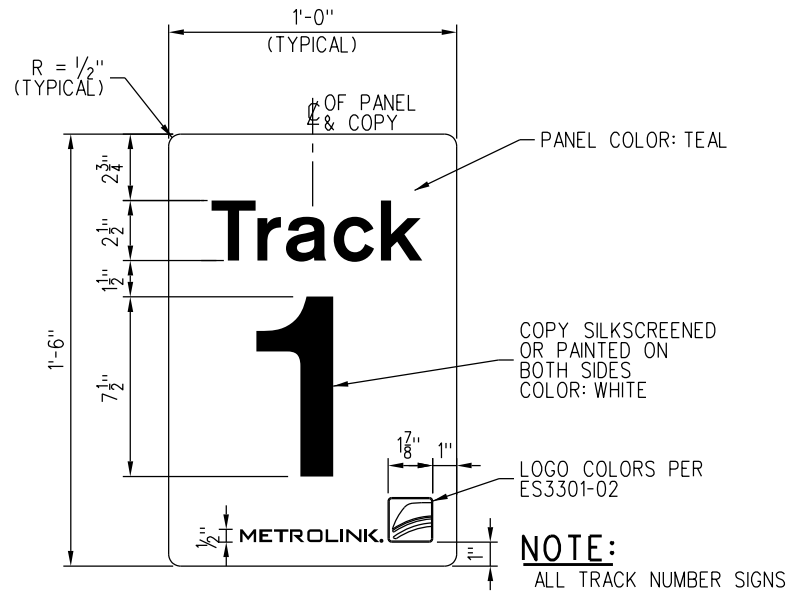 1'-0"
(TYPICAL)
R = 1/2"
(TYPICAL)
℄ OF PANEL
& COPY
PANEL COLOR: TEAL
2 3/4"
Track
2 1/2"
1 1/2"
1'-6"
1
7 1/2"
COPY SILKSCREENED
OR PAINTED ON
BOTH SIDES
COLOR: WHITE
1 7/8"
1"
LOGO COLORS PER
ES3301-02
1/2"
METROLINK.
1"
NOTE:
ALL TRACK NUMBER SIGNS